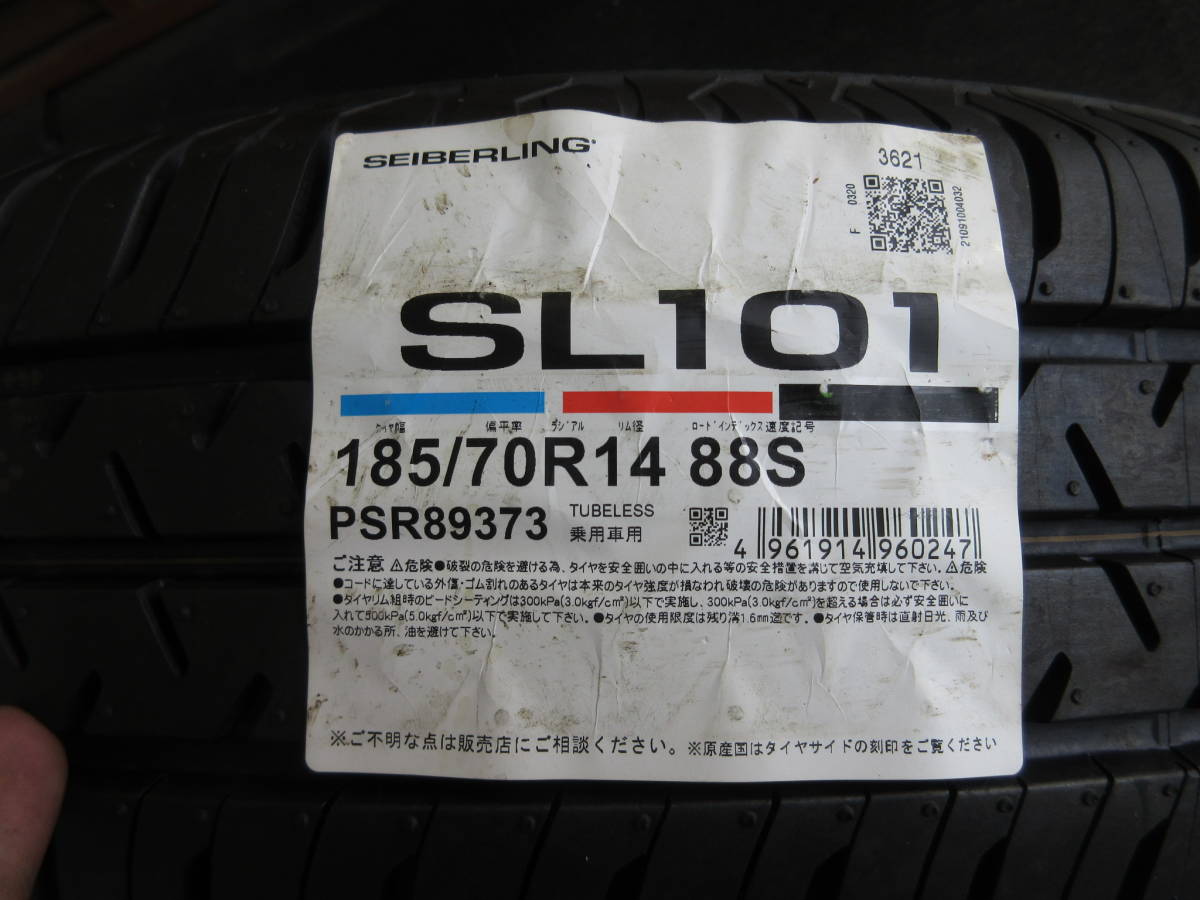 SEIBERLING
3621
F 0320
21091004032
SL101
タイヤ幅 偏平率 ラジアル リム径 ロードインデックス 速度記号
185/70R14 88S
PSR89373
TUBELESS
乗用車用
4 961914 960247
ご注意 ⚠危険●破裂の危険を避ける為、タイヤを安全囲いの中に入れる等の安全措置を講じて空気充填して下さい。⚠危険
●コードに達している外傷・ゴム割れのあるタイヤは本来のタイヤ強度が損なわれ破壊の危険がありますので使用しないで下さい。
●タイヤリム組時のビードシーティングは300kPa(3.0kgf/c㎡)以下で実施し、300kPa(3.0kgf/c㎡)を超える場合は必ず安全囲いに
入れて500kPa(5.0kgf/c㎡)以下で実施して下さい。●タイヤの使用限度は残り溝1.6mm迄です。●タイヤ保管時は直射日光、雨及び
水のかかる所、油を避けて下さい。
※ご不明な点は販売店にご相談ください。※原産国はタイヤサイドの刻印をご覧ください